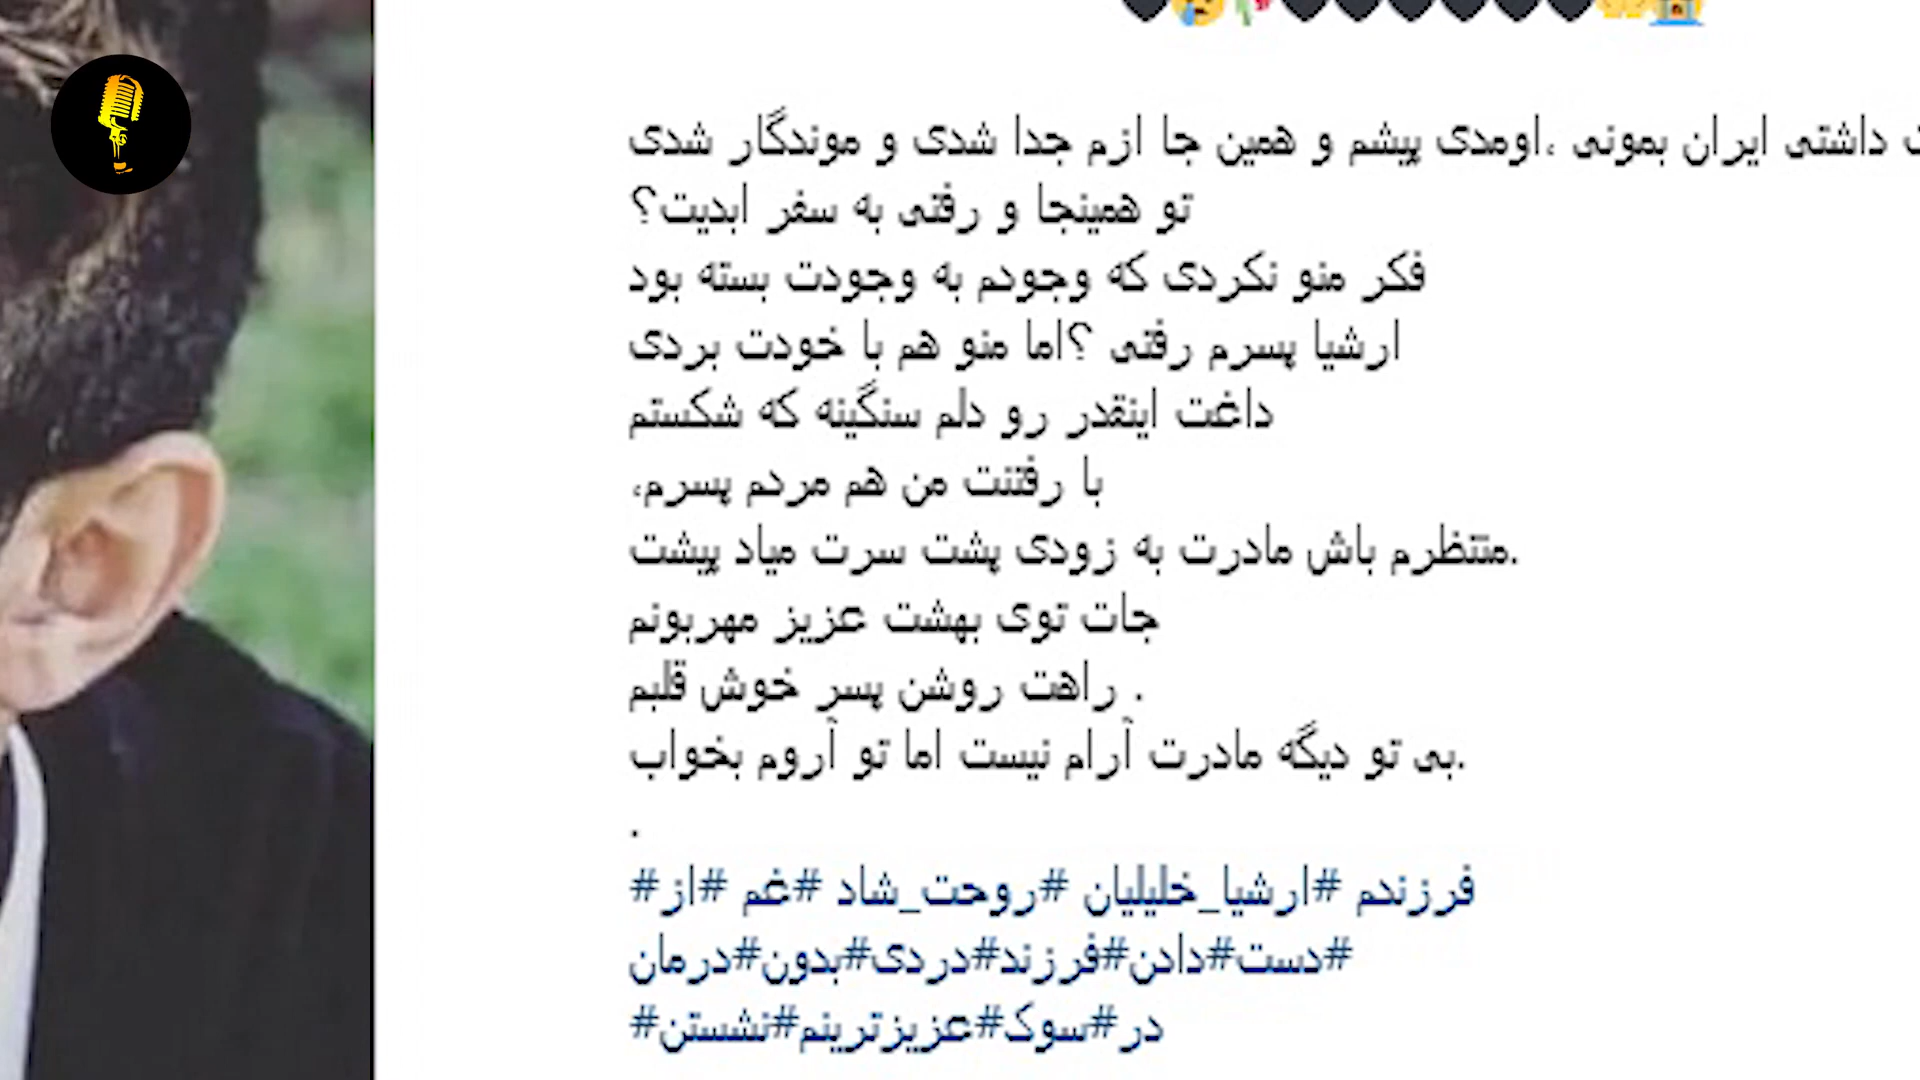 داشتی ایران بمونی ،اومدی پیشم و همین جا ازم جدا شدی و موندگار شدی
تو همینجا و رفتی به سفر ابدیت؟
فکر منو نکردی که وجودم به وجودت بسته بود
ارشیا پسرم رفتی ؟اما منو هم با خودت بردی
داغت اینقدر رو دلم سنگینه که شکستم
با رفتنت من هم مردم پسرم،
.منتظرم باش مادرت به زودی پشت سرت میاد پیشت
جات توی بهشت عزیز مهربونم
. راهت روشن پسر خوش قلبم
.بی تو دیگه مادرت آرام نیست اما تو آروم بخواب
.
فرزندم #ارشیا_خلیلیان #روحت_شاد #غم #از#
#دست#دادن#فرزند#دردی#بدون#درمان
در#سوک#عزیزترینم#نشستن#